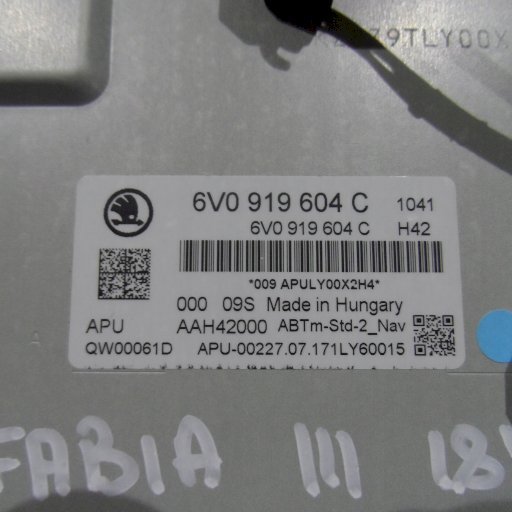 79TLY00X
6V0 919 604 C 1041
6V0 919 604 C H42
*009 APULY00X2H4*
000 09S Made in Hungary
APU AAH42000 ABTm-Std-2_Nav
QW00061D APU-00227.07.171LY60015
FABIA III